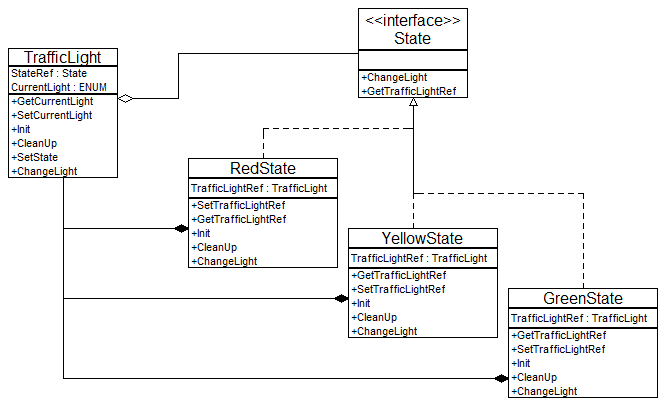 <<interface>>
State
+ChangeLight
+GetTrafficLightRef
TrafficLight
StateRef : State
CurrentLight : ENUM
+GetCurrentLight
+SetCurrentLight
+Init
+CleanUp
+SetState
+ChangeLight
RedState
TrafficLightRef : TrafficLight
+SetTrafficLightRef
+GetTrafficLightRef
+Init
+CleanUp
+ChangeLight
YellowState
TrafficLightRef : TrafficLight
+GetTrafficLightRef
+SetTrafficLightRef
+Init
+CleanUp
+ChangeLight
GreenState
TrafficLightRef : TrafficLight
+GetTrafficLightRef
+SetTrafficLightRef
+Init
+CleanUp
+ChangeLight